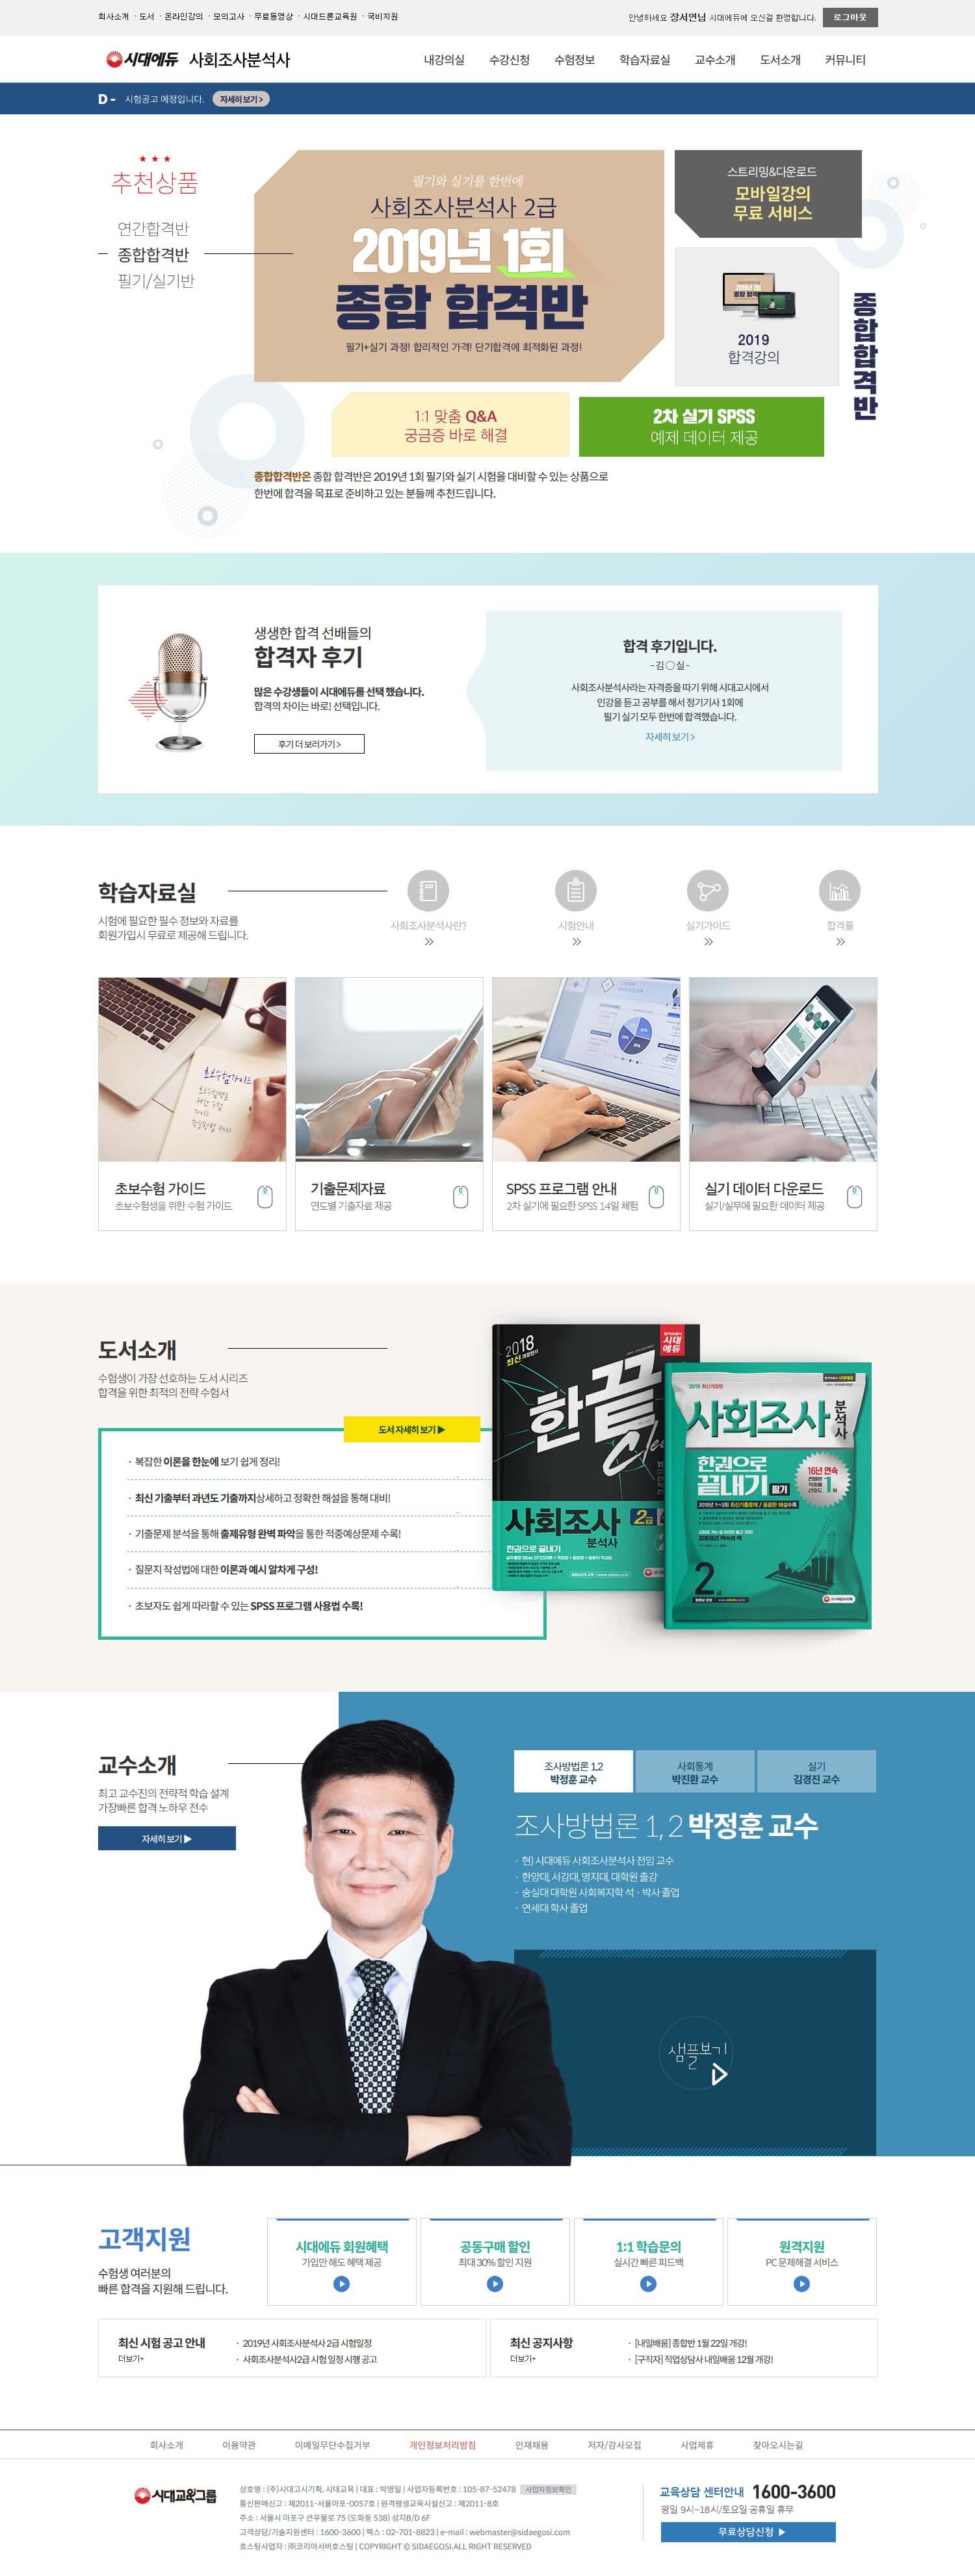 회사소개 · 도서 · 온라인강의 · 모의고사 · 무료동영상 · 시대드론교육원 · 국비지원
안녕하세요 장서연님 시대에듀에 오신걸 환영합니다. 로그아웃
시대에듀 사회조사분석사
내강의실 수강신청 수험정보 학습자료실 교수소개 도서소개 커뮤니티
D - 시험공고 예정입니다. 자세히보기 >
추천상품
연간합격반
종합합격반
필기/실기반
필기와 실기를 한번에
사회조사분석사 2급
2019년 1회
종합 합격반
필기+실기 과정! 합리적인 가격! 단기합격에 최적화된 과정!
스트리밍&다운로드
모바일강의
무료 서비스
2019
합격강의
종합합격반
1:1 맞춤 Q&A
궁금증 바로 해결
2차 실기 SPSS
예제 데이터 제공
종합합격반은 종합 합격반은 2019년 1회 필기와 실기 시험을 대비할 수 있는 상품으로
한번에 합격을 목표로 준비하고 있는 분들께 추천드립니다.
생생한 합격 선배들의
합격자 후기
많은 수강생들이 시대에듀를 선택 했습니다.
합격의 차이는 바로! 선택입니다.
후기 더 보러가기 >
합격 후기입니다.
-김○실-
사회조사분석사라는 자격증을 따기 위해 시대고시에서
인강을 듣고 공부를 해서 정기기사 1회에
필기 실기 모두 한번에 합격했습니다.
자세히 보기 >
학습자료실
시험에 필요한 필수 정보와 자료를
회원가입시 무료로 제공해 드립니다.
사회조사분석사란?
시험안내
실기가이드
합격률
초보수험가이드
초보수험생을
위한 수험
가이드
초보수험 가이드
초보수험생을 위한 수험 가이드
기출문제자료
연도별 기출자료 제공
SPSS 프로그램 안내
2차 실기에 필요한 SPSS 14일 체험
실기 데이터 다운로드
실기/실무에 필요한 데이터 제공
도서소개
수험생이 가장 선호하는 도서 시리즈
합격을 위한 최적의 전략 수험서
도서 자세히 보기 ▶
· 복잡한 이론을 한눈에 보기 쉽게 정리!
· 최신 기출부터 과년도 기출까지상세하고 정확한 해설을 통해 대비!
· 기출문제 분석을 통해 출제유형 완벽 파악을 통한 적중예상문제 수록!
· 질문지 작성법에 대한 이론과 예시 알차게 구성!
· 초보자도 쉽게 따라할 수 있는 SPSS 프로그램 사용법 수록!
2018
최신
시대
에듀
한끝
사회조사 2급
분석사
한권으로 끝내기
2019 최신개정판
사회조사분석사
한권으로
끝내기 필기
16년 연속
1위
2급
교수소개
최고 교수진의 전략적 학습 설계
가장빠른 합격 노하우 전수
자세히 보기 ▶
조사방법론 1,2
박정훈 교수
사회통계
박진환 교수
실기
김경진 교수
조사방법론 1, 2 박정훈 교수
· 현) 시대에듀 사회조사분석사 전임 교수
· 한양대, 서강대, 명지대, 대학원 출강
· 숭실대 대학원 사회복지학 석 · 박사 졸업
· 연세대 학사 졸업
샘플보기
고객지원
수험생 여러분의
빠른 합격을 지원해 드립니다.
시대에듀 회원혜택
가입만 해도 혜택 제공
공동구매 할인
최대 30% 할인 지원
1:1 학습문의
실시간 빠른 피드백
원격지원
PC 문제해결 서비스
최신 시험 공고 안내
더보기+
· 2019년 사회조사분석사 2급 시험일정
· 사회조사분석사2급 시험 일정 시행 공고
최신 공지사항
더보기+
· [내일배움] 종합반 1월 22일 개강!
· [구직자] 직업상담사 내일배움 12월 개강!
회사소개 이용약관 이메일무단수집거부 개인정보처리방침 인재채용 저자/강사모집 사업제휴 찾아오시는길
시대교육그룹
상호명 : (주)시대고시기획, 시대교육 | 대표 : 박영일 | 사업자등록번호 : 105-87-52478 사업자정보확인
통신판매신고 : 제2011-서울마포-0057호 | 원격평생교육시설신고 : 제2011-8호
주소 : 서울시 마포구 큰우물로 75 (도화동 538) 성지B/D 6F
고객상담/기술지원센터 : 1600-3600 | 팩스 : 02-701-8823 | e-mail : webmaster@sidaegosi.com
호스팅사업자 : ㈜코리아서버호스팅 | COPYRIGHT © SIDAEGOSI.ALL RIGHT RESERVED
교육상담 센터안내 1600-3600
평일 9시~18시/토요일 공휴일 휴무
무료상담신청 ▶